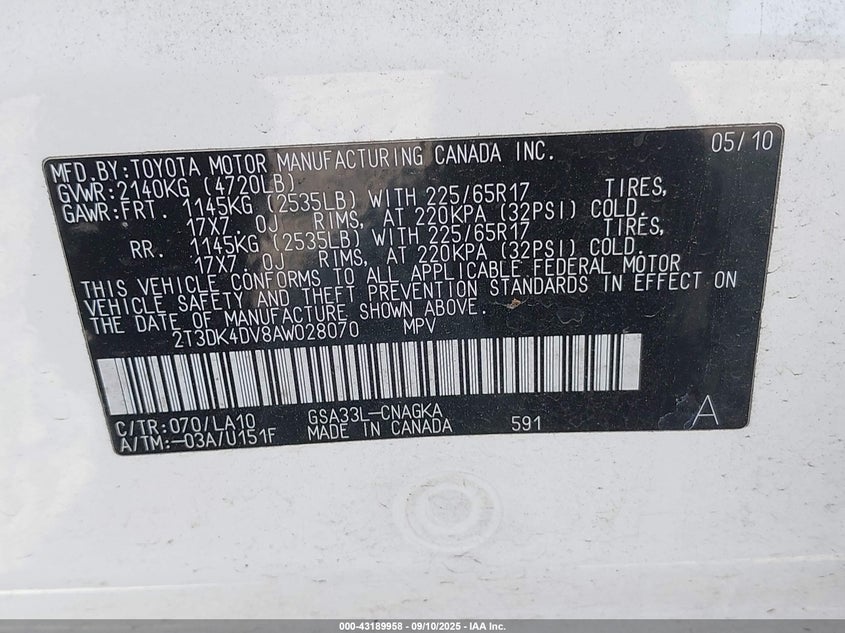 MFD.BY:TOYOTA MOTOR MANUFACTURING CANADA INC. 05/10
GVWR:2140KG (4720LB)
GAWR:FRT. 1145KG (2535LB) WITH 225/65R17 TIRES,
17X7.0J RIMS, AT 220KPA (32PSI) COLD.
RR. 1145KG (2535LB) WITH 225/65R17 TIRES,
17X7.0J RIMS, AT 220KPA (32PSI) COLD.
THIS VEHICLE CONFORMS TO ALL APPLICABLE FEDERAL MOTOR
VEHICLE SAFETY AND THEFT PREVENTION STANDARDS IN EFFECT ON
THE DATE OF MANUFACTURE SHOWN ABOVE.
2T3DK4DV8AW028070 MPV
C/TR:070/LA10 GSA33L-CNAGKA
A/TM:-03A/U151F MADE IN CANADA 591 A
000-43189958 - 09/10/2025 - IAA Inc.